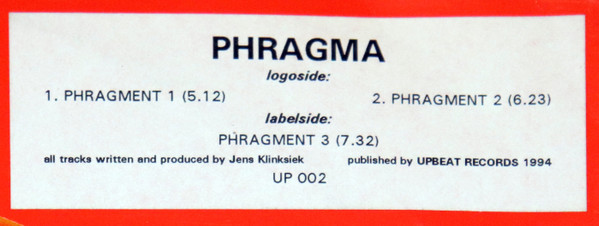 PHRAGMA
logoside:
1. PHRAGMENT 1 (5.12) 2. PHRAGMENT 2 (6.23)
labelside:
PHRAGMENT 3 (7.32)
all tracks written and produced by Jens Klinksiek published by UPBEAT RECORDS 1994
UP 002